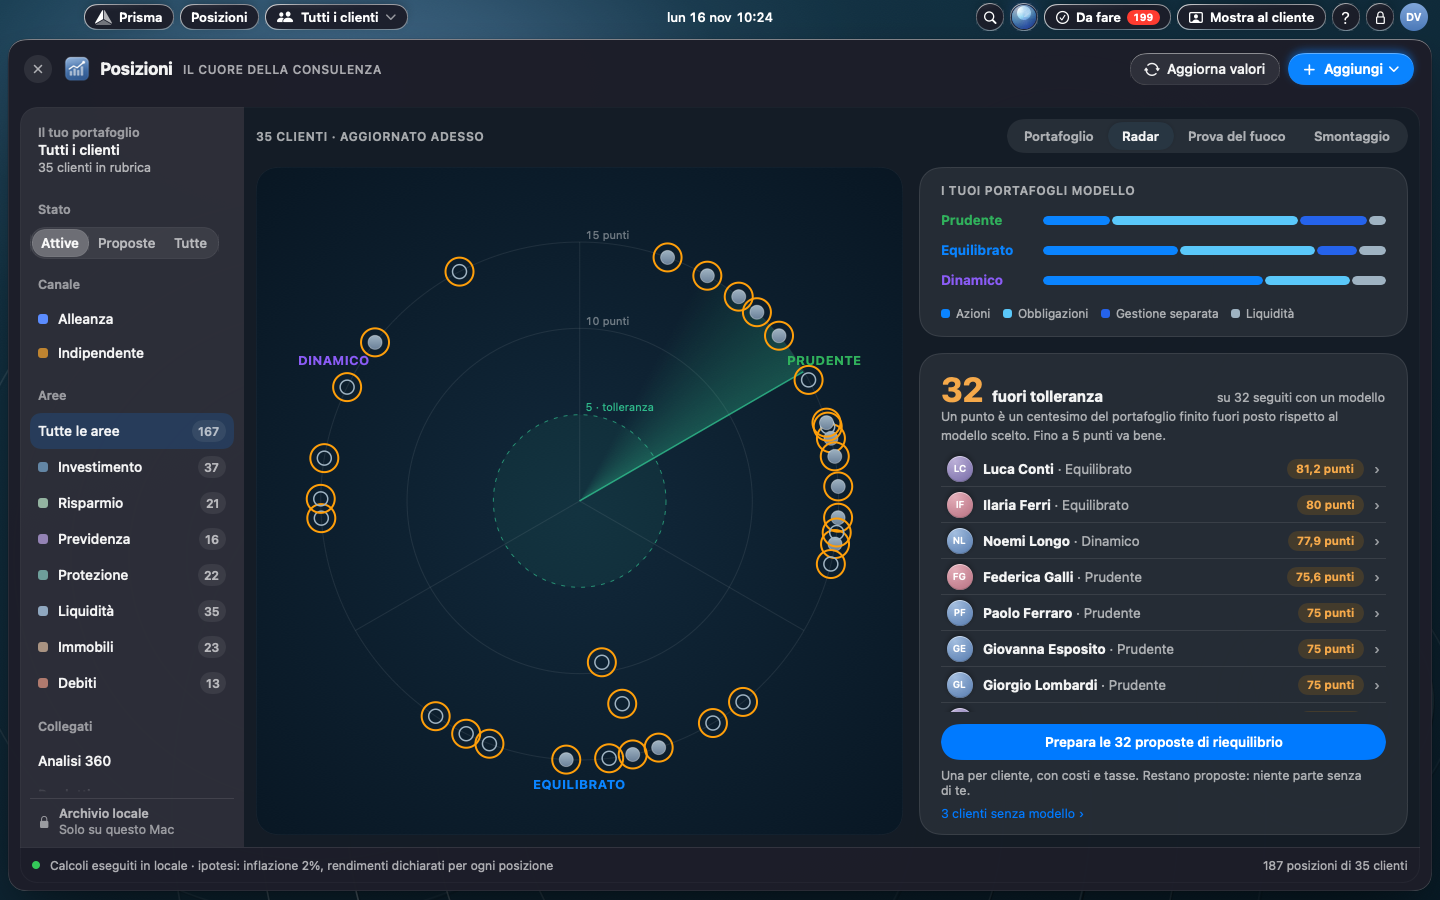 Prisma
Posizioni
Tutti i clienti
lun 16 nov 10:24
Da fare 199
Mostra al cliente
?
DV
Posizioni IL CUORE DELLA CONSULENZA
Aggiorna valori
+ Aggiungi
Il tuo portafoglio
Tutti i clienti
35 clienti in rubrica
Stato
Attive Proposte Tutte
Canale
Alleanza
Indipendente
Aree
Tutte le aree 167
Investimento 37
Risparmio 21
Previdenza 16
Protezione 22
Liquidità 35
Immobili 23
Debiti 13
Collegati
Analisi 360
Archivio locale
Solo su questo Mac
35 CLIENTI · AGGIORNATO ADESSO
Portafoglio Radar Prova del fuoco Smontaggio
15 punti
10 punti
5 · tolleranza
DINAMICO
PRUDENTE
EQUILIBRATO
I TUOI PORTAFOGLI MODELLO
Prudente
Equilibrato
Dinamico
Azioni Obbligazioni Gestione separata Liquidità
32 fuori tolleranza su 32 seguiti con un modello
Un punto è un centesimo del portafoglio finito fuori posto rispetto al
modello scelto. Fino a 5 punti va bene.
LC Luca Conti · Equilibrato 81,2 punti ›
IF Ilaria Ferri · Equilibrato 80 punti ›
NL Noemi Longo · Dinamico 77,9 punti ›
FG Federica Galli · Prudente 75,6 punti ›
PF Paolo Ferraro · Prudente 75 punti ›
GE Giovanna Esposito · Prudente 75 punti ›
GL Giorgio Lombardi · Prudente 75 punti ›
Prepara le 32 proposte di riequilibrio
Una per cliente, con costi e tasse. Restano proposte: niente parte senza
di te.
3 clienti senza modello ›
Calcoli eseguiti in locale · ipotesi: inflazione 2%, rendimenti dichiarati per ogni posizione
187 posizioni di 35 clienti